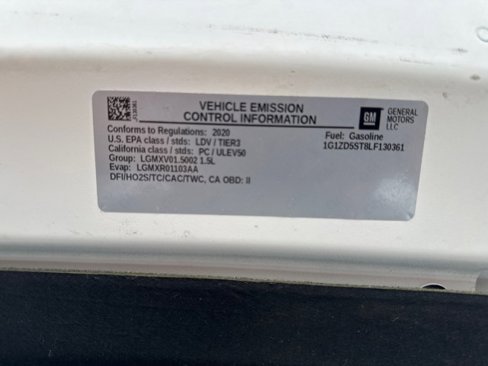 VEHICLE EMISSION
CONTROL INFORMATION
GM
GENERAL
MOTORS
LLC
Conforms to Regulations: 2020
U.S. EPA class / stds: LDV / TIER3
California class / stds: PC / ULEV50
Group: LGMXV01.5002 1.5L
Evap: LGMXR01103AA
DFI/HO2S/TC/CAC/TWC, CA OBD: II
Fuel: Gasoline
1G1ZD5ST8LF130361